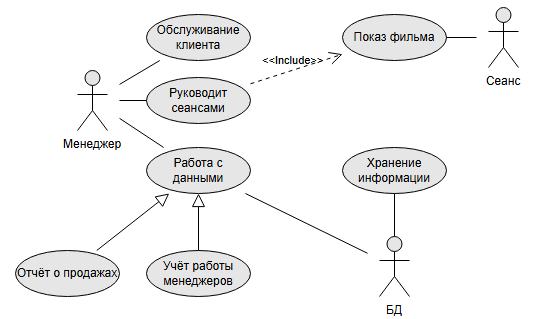 Обслуживание
клиента
Показ фильма
<<Include>>
Сеанс
Руководит
сеансами
Менеджер
Работа с
данными
Хранение
информации
Отчёт о продажах
Учёт работы
менеджеров
БД